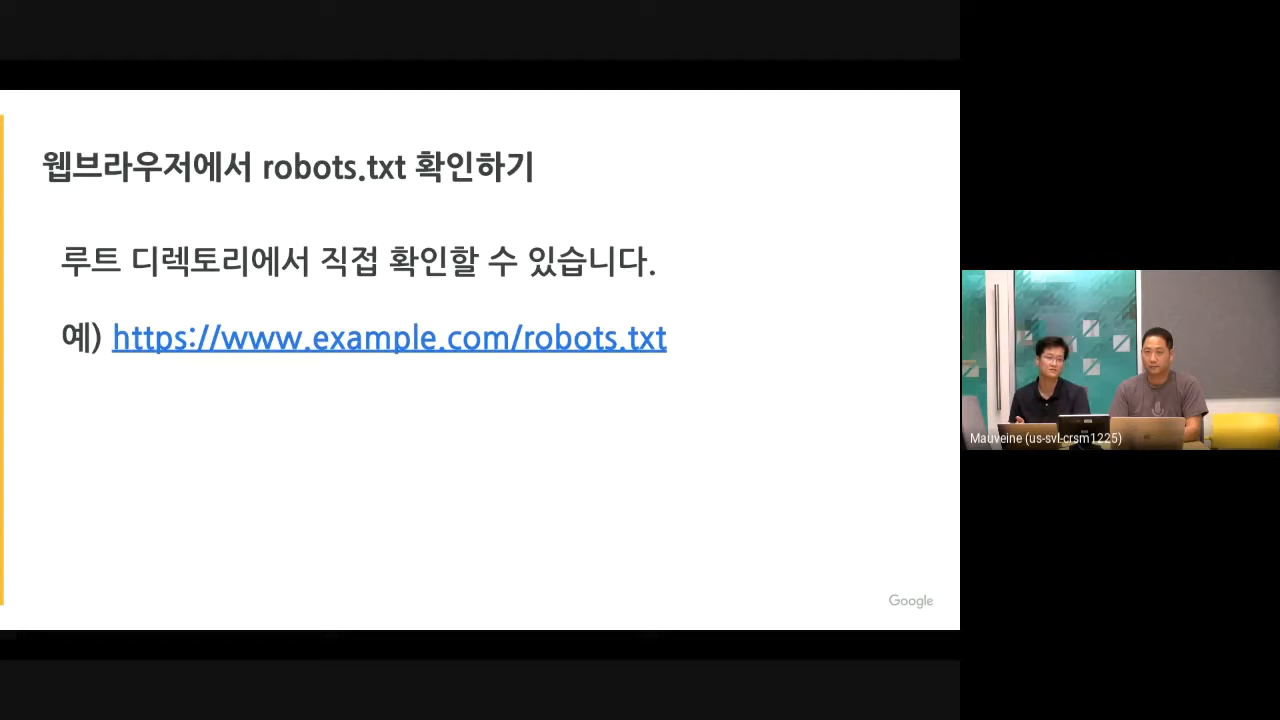 웹브라우저에서 robots.txt 확인하기
루트 디렉토리에서 직접 확인할 수 있습니다.
예) https://www.example.com/robots.txt
Google
Mauveine (us-svl-crsm1225)